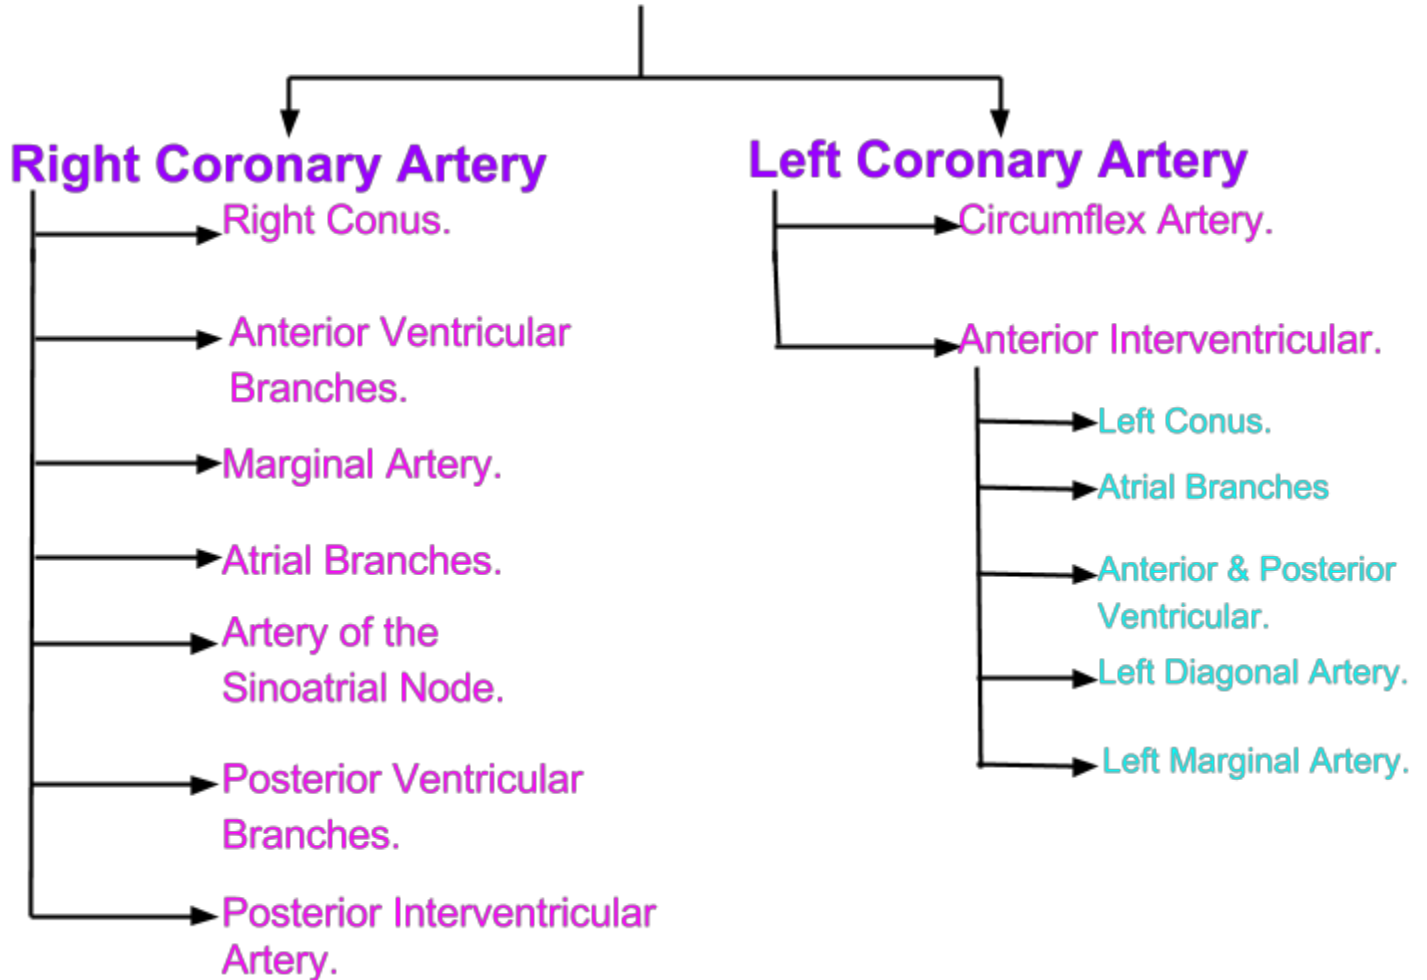 Right Coronary Artery
Right Conus.
Anterior Ventricular
Branches.
Marginal Artery.
Atrial Branches.
Artery of the
Sinoatrial Node.
Posterior Ventricular
Branches.
Posterior Interventricular
Artery.
Left Coronary Artery
Circumflex Artery.
Anterior Interventricular.
Left Conus.
Atrial Branches
Anterior & Posterior
Ventricular.
Left Diagonal Artery.
Left Marginal Artery.